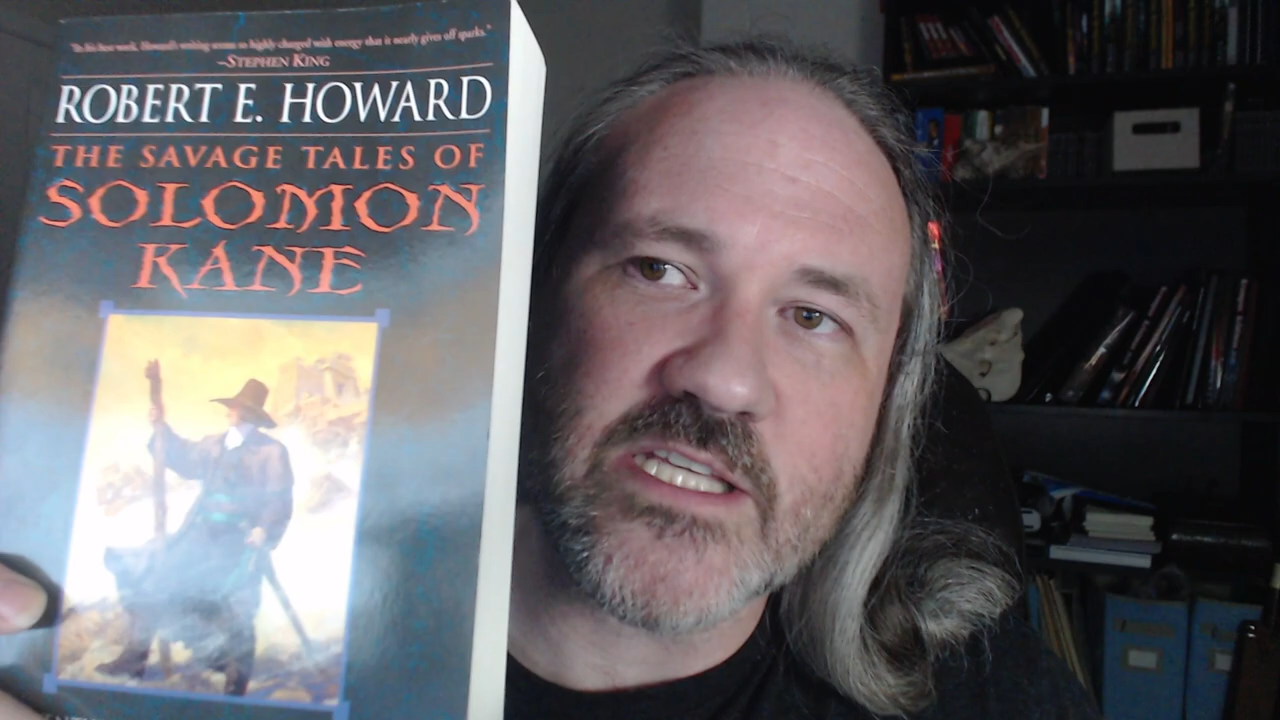 "In his best work, Howard's writing seems so highly charged with energy that it nearly gives off sparks."
–STEPHEN KING
ROBERT E. HOWARD
THE SAVAGE TALES OF
SOLOMON
KANE